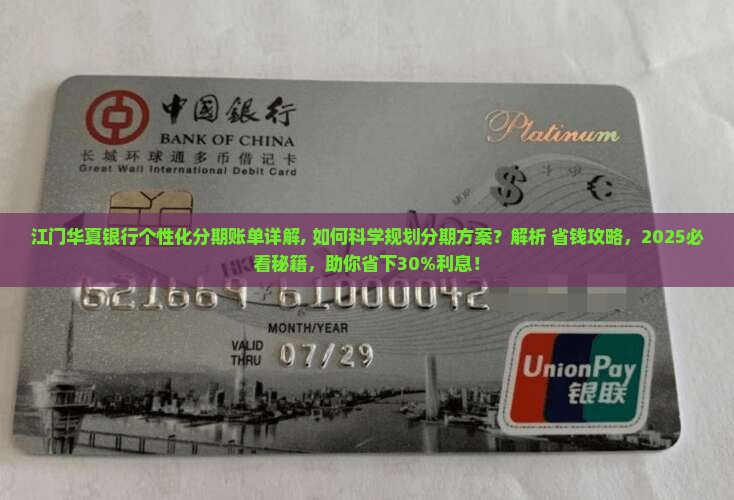 中国銀行
BANK OF CHINA
长城环球通多币借记卡
Great Wall International Debit Card
Platinum
MOP
$ €
江门华夏银行个性化分期账单详解, 如何科学规划分期方案？解析 省钱攻略，2025必
看秘籍，助你省下30%利息！
MONTH/YEAR
VALID
THRU
07/29
UnionPay
银联